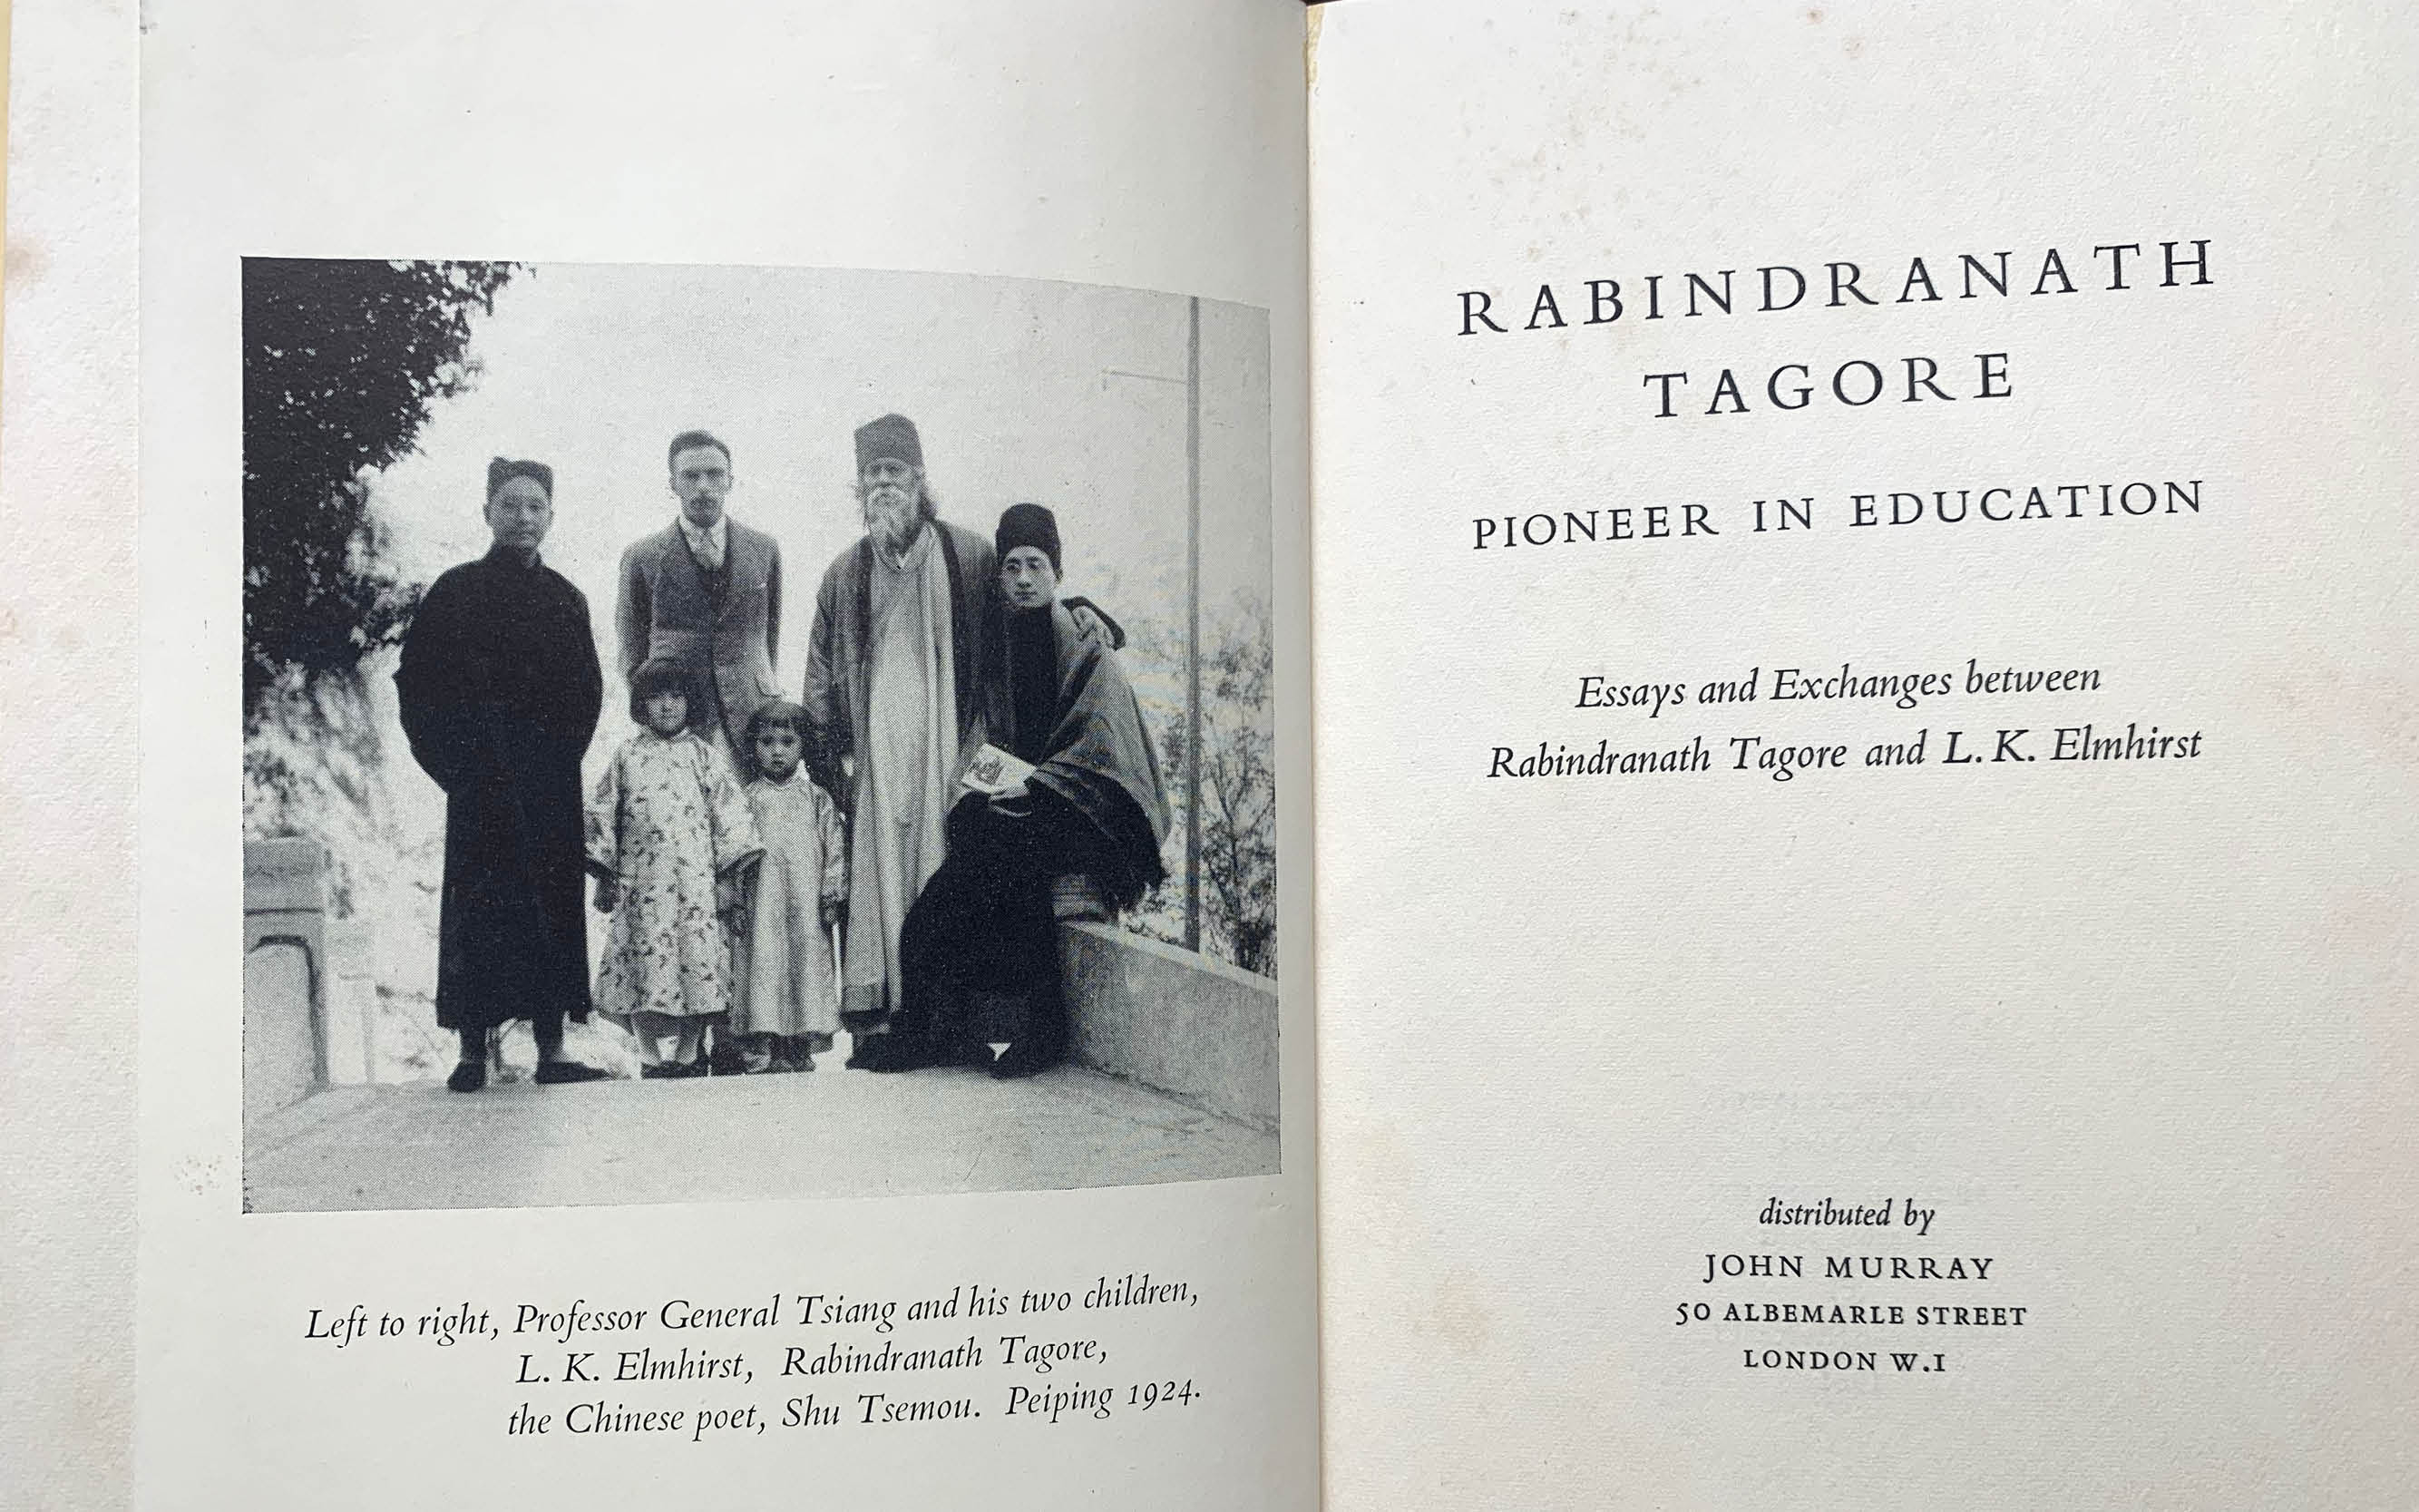 Left to right, Professor General Tsiang and his two children,
L. K. Elmhirst, Rabindranath Tagore,
the Chinese poet, Shu Tsemou. Peiping 1924.
RABINDRANATH
TAGORE
PIONEER IN EDUCATION
Essays and Exchanges between
Rabindranath Tagore and L. K. Elmhirst
distributed by
JOHN MURRAY
50 ALBEMARLE STREET
LONDON W.1